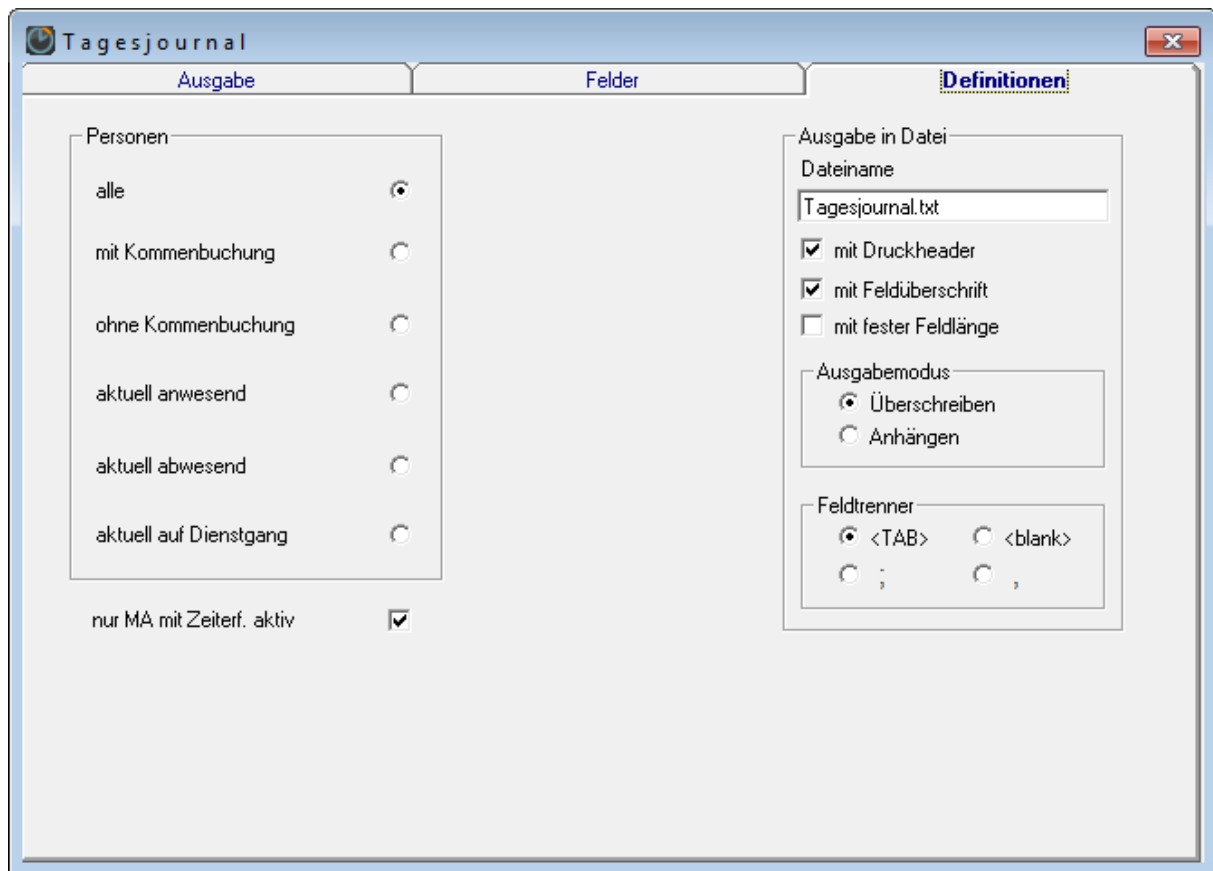 Tagesjournal
Ausgabe
Felder
Definitionen
Personen
alle
mit Kommenbuchung
ohne Kommenbuchung
aktuell anwesend
aktuell abwesend
aktuell auf Dienstgang
nur MA mit Zeiterf. aktiv
Ausgabe in Datei
Dateiname
Tagesjournal.txt
mit Druckheader
mit Feldüberschrift
mit fester Feldlänge
Ausgabemodus
Überschreiben
Anhängen
Feldtrenner
<TAB> <blank>
; ,